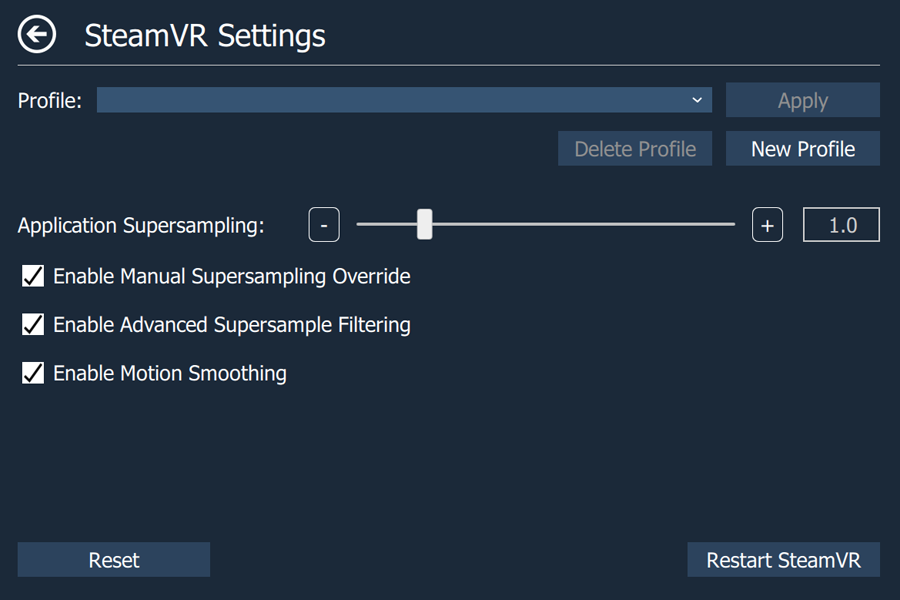 SteamVR Settings
Profile:
Apply
Delete Profile
New Profile
Application Supersampling:
-
+
1.0
Enable Manual Supersampling Override
Enable Advanced Supersample Filtering
Enable Motion Smoothing
Reset
Restart SteamVR